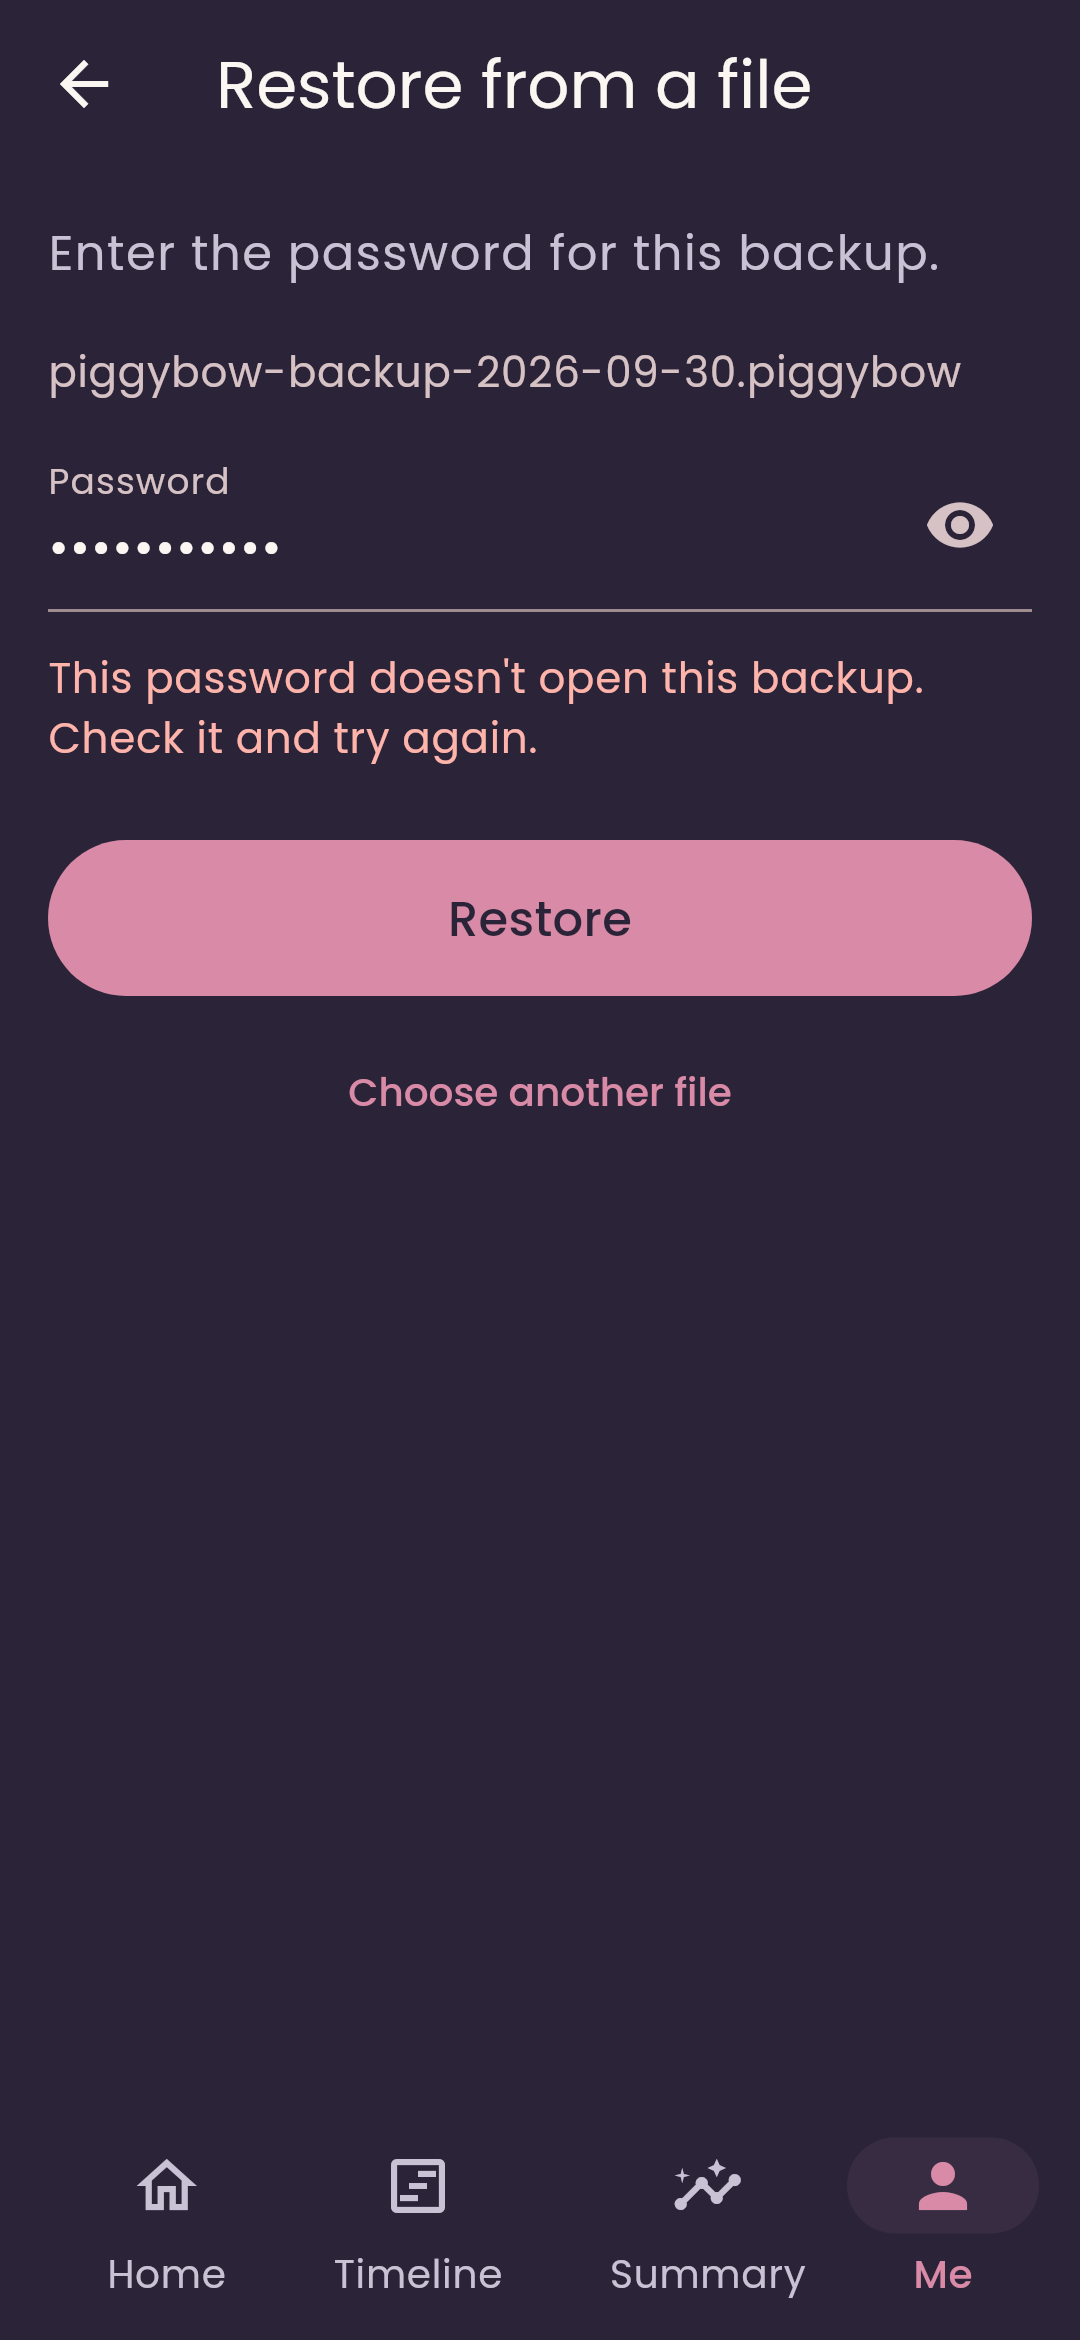 Restore from a file
Enter the password for this backup.
piggybow-backup-2026-09-30.piggybow
Password
•••••••••••
This password doesn't open this backup.
Check it and try again.
Restore
Choose another file
Home
Timeline
Summary
Me